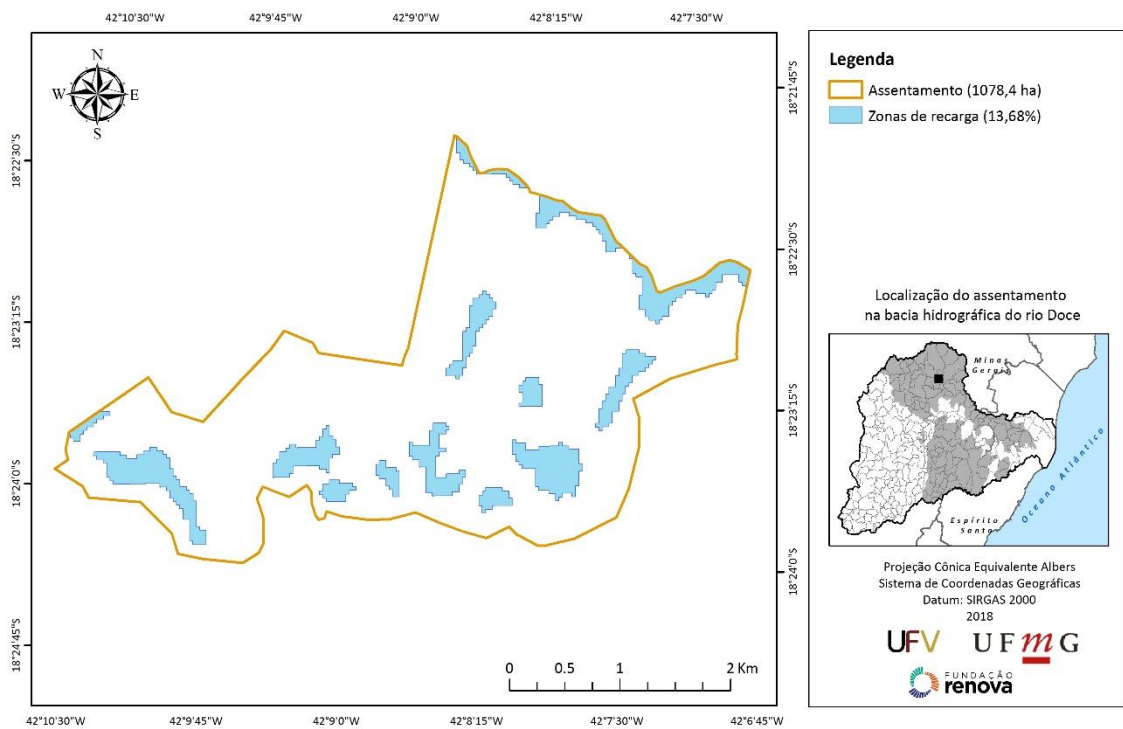 42°10'30"W 42°9'45"W 42°9'0"W 42°8'15"W 42°7'30"W
N
W E
S
18°22'30"S
18°23'15"S
18°24'0"S
18°24'45"S
18°21'45"S
18°22'30"S
18°23'15"S
18°24'0"S
0 0.5 1 2 Km
42°10'30"W 42°9'45"W 42°9'0"W 42°8'15"W 42°7'30"W 42°6'45"W
Legenda
Assentamento (1078,4 ha)
Zonas de recarga (13,68%)
Localização do assentamento
na bacia hidrográfica do rio Doce
Minas
Gerais
Oceano Atlântico
Espírito
Santo
Projeção Cônica Equivalente Albers
Sistema de Coordenadas Geográficas
Datum: SIRGAS 2000
2018
UFV UFmG
FUNDAÇÃO
renova